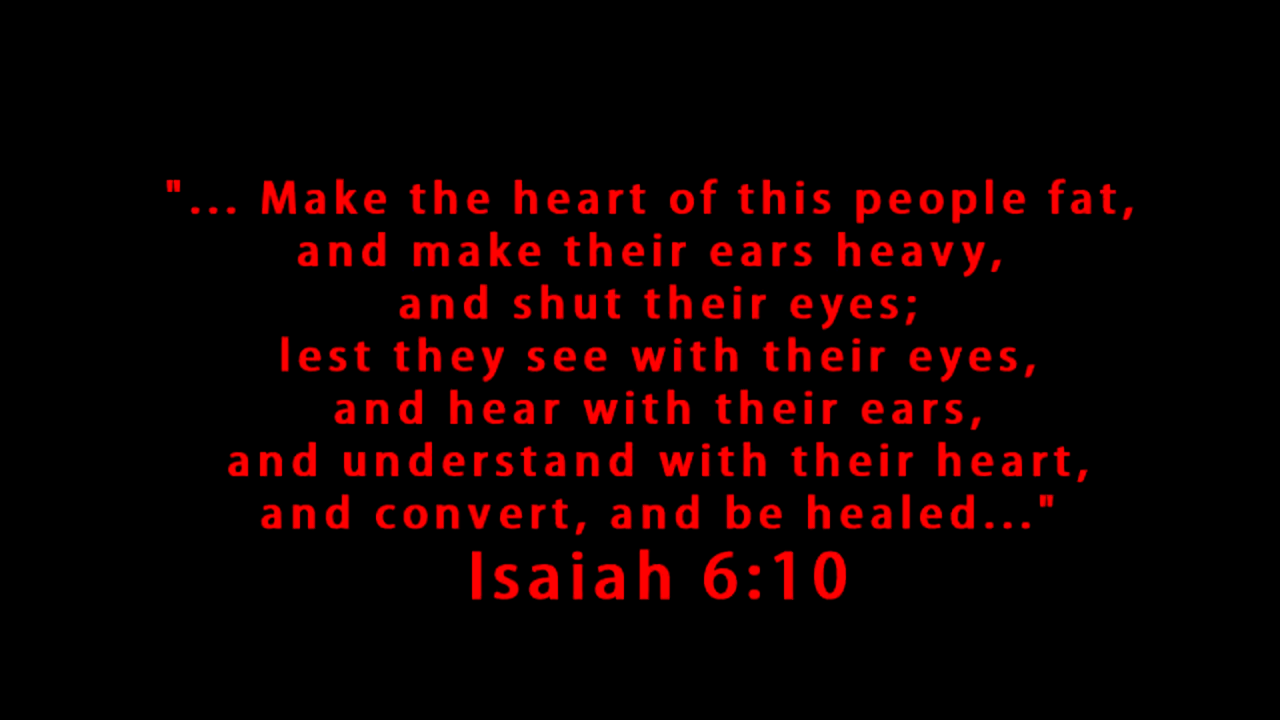 "... Make the heart of this people fat,
and make their ears heavy,
and shut their eyes;
lest they see with their eyes,
and hear with their ears,
and understand with their heart,
and convert, and be healed..."
Isaiah 6:10